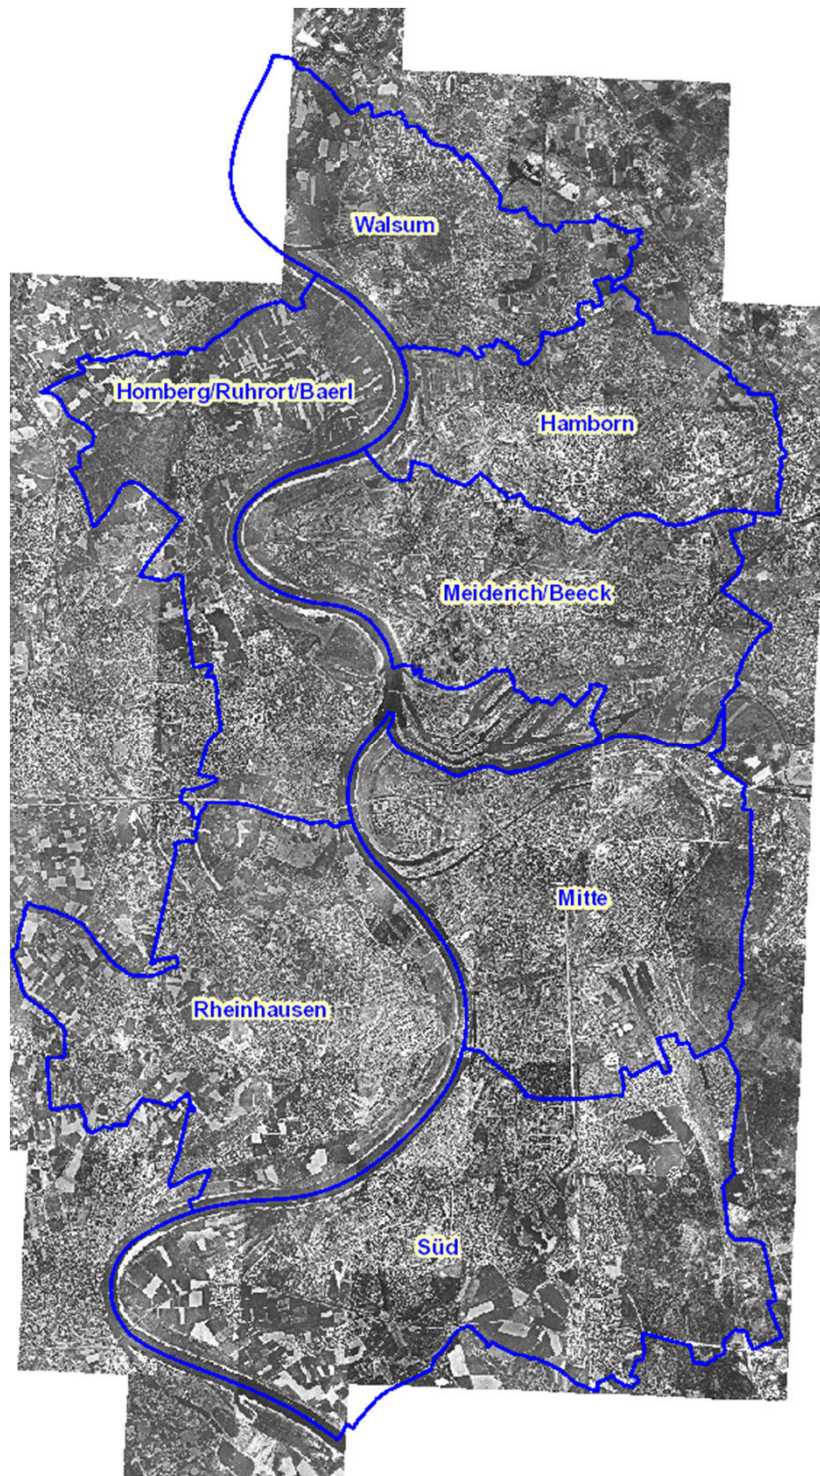 Walsum
Homberg/Ruhrort/Baerl
Hamborn
Meiderich/Beeck
Mitte
Rheinhausen
Süd